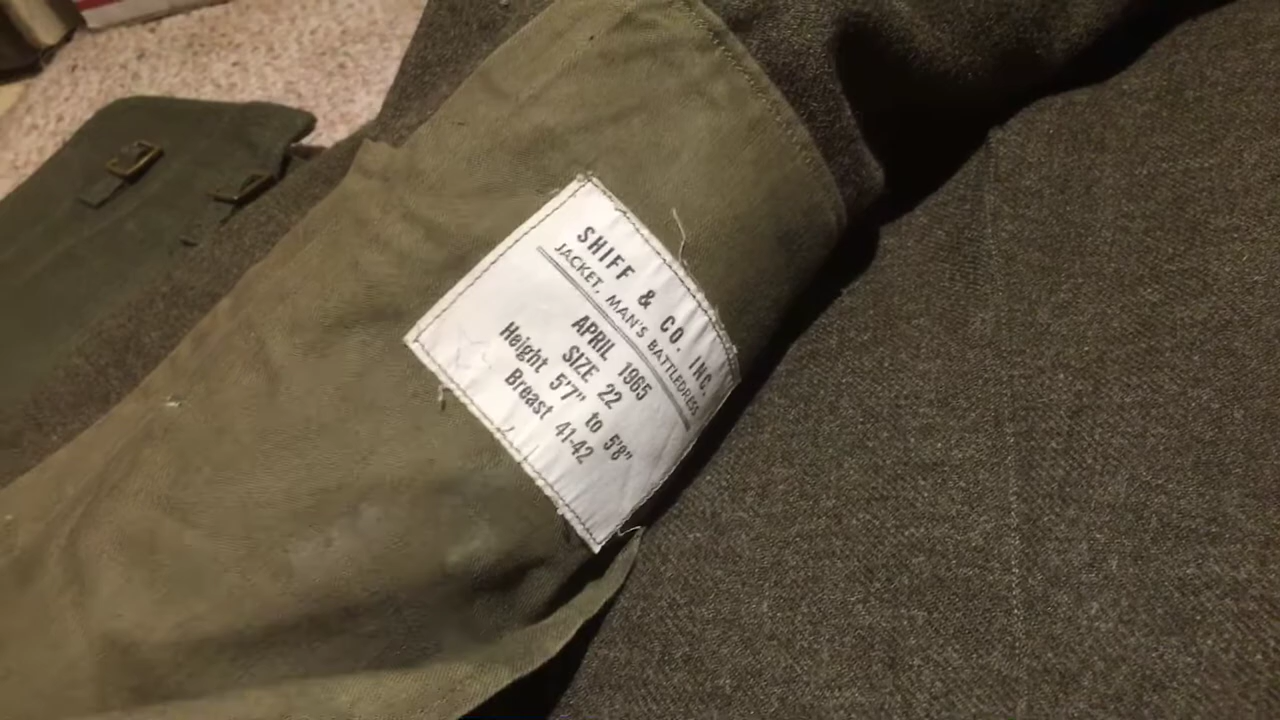 SHIFF & CO. INC.
JACKET, MAN'S BATTLEDRESS
APRIL 1965
SIZE 22
Height 5'7" to 5'8"
Breast 41-42